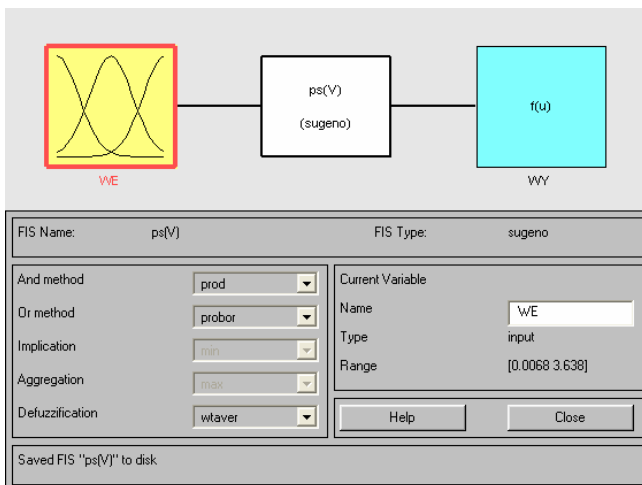 ps(V)
(sugeno)
f(u)
WE
WY
FIS Name: ps(V) FIS Type: sugeno
And method prod
Or method probor
Implication min
Aggregation max
Defuzzification wtaver
Current Variable
Name WE
Type input
Range [0.0068 3.638]
Help Close
Saved FIS "ps(V)" to disk